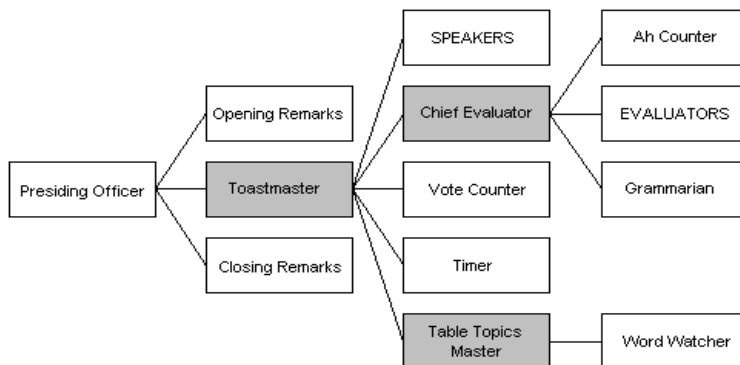 SPEAKERS
Ah Counter
Opening Remarks
Chief Evaluator
EVALUATORS
Presiding Officer
Toastmaster
Vote Counter
Grammarian
Closing Remarks
Timer
Table Topics
Master
Word Watcher